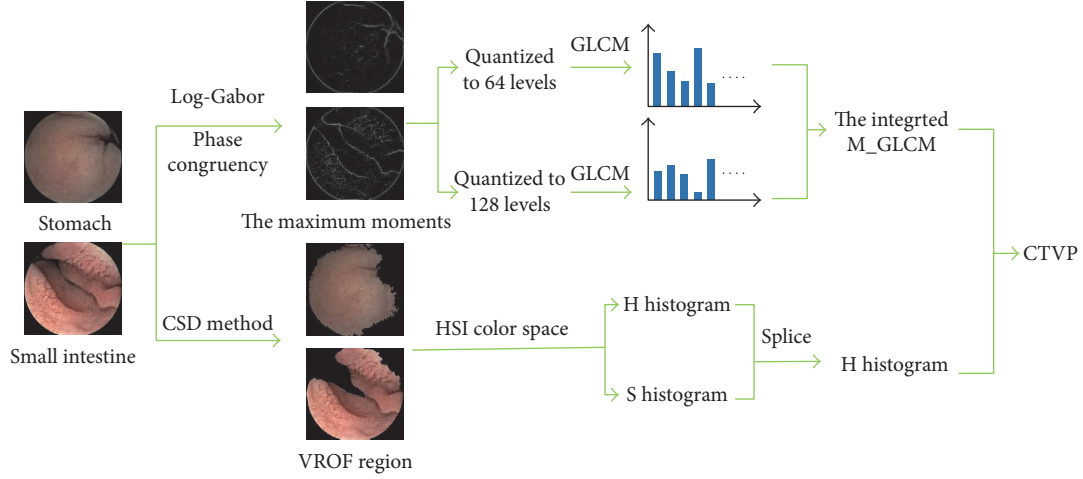 Stomach
Small intestine
Log-Gabor
Phase
congruency
CSD method
The maximum moments
VROF region
Quantized
to 64 levels
Quantized to
128 levels
GLCM
....
GLCM
....
The integrted
M_GLCM
HSI color space
H histogram
S histogram
Splice
H histogram
CTVP